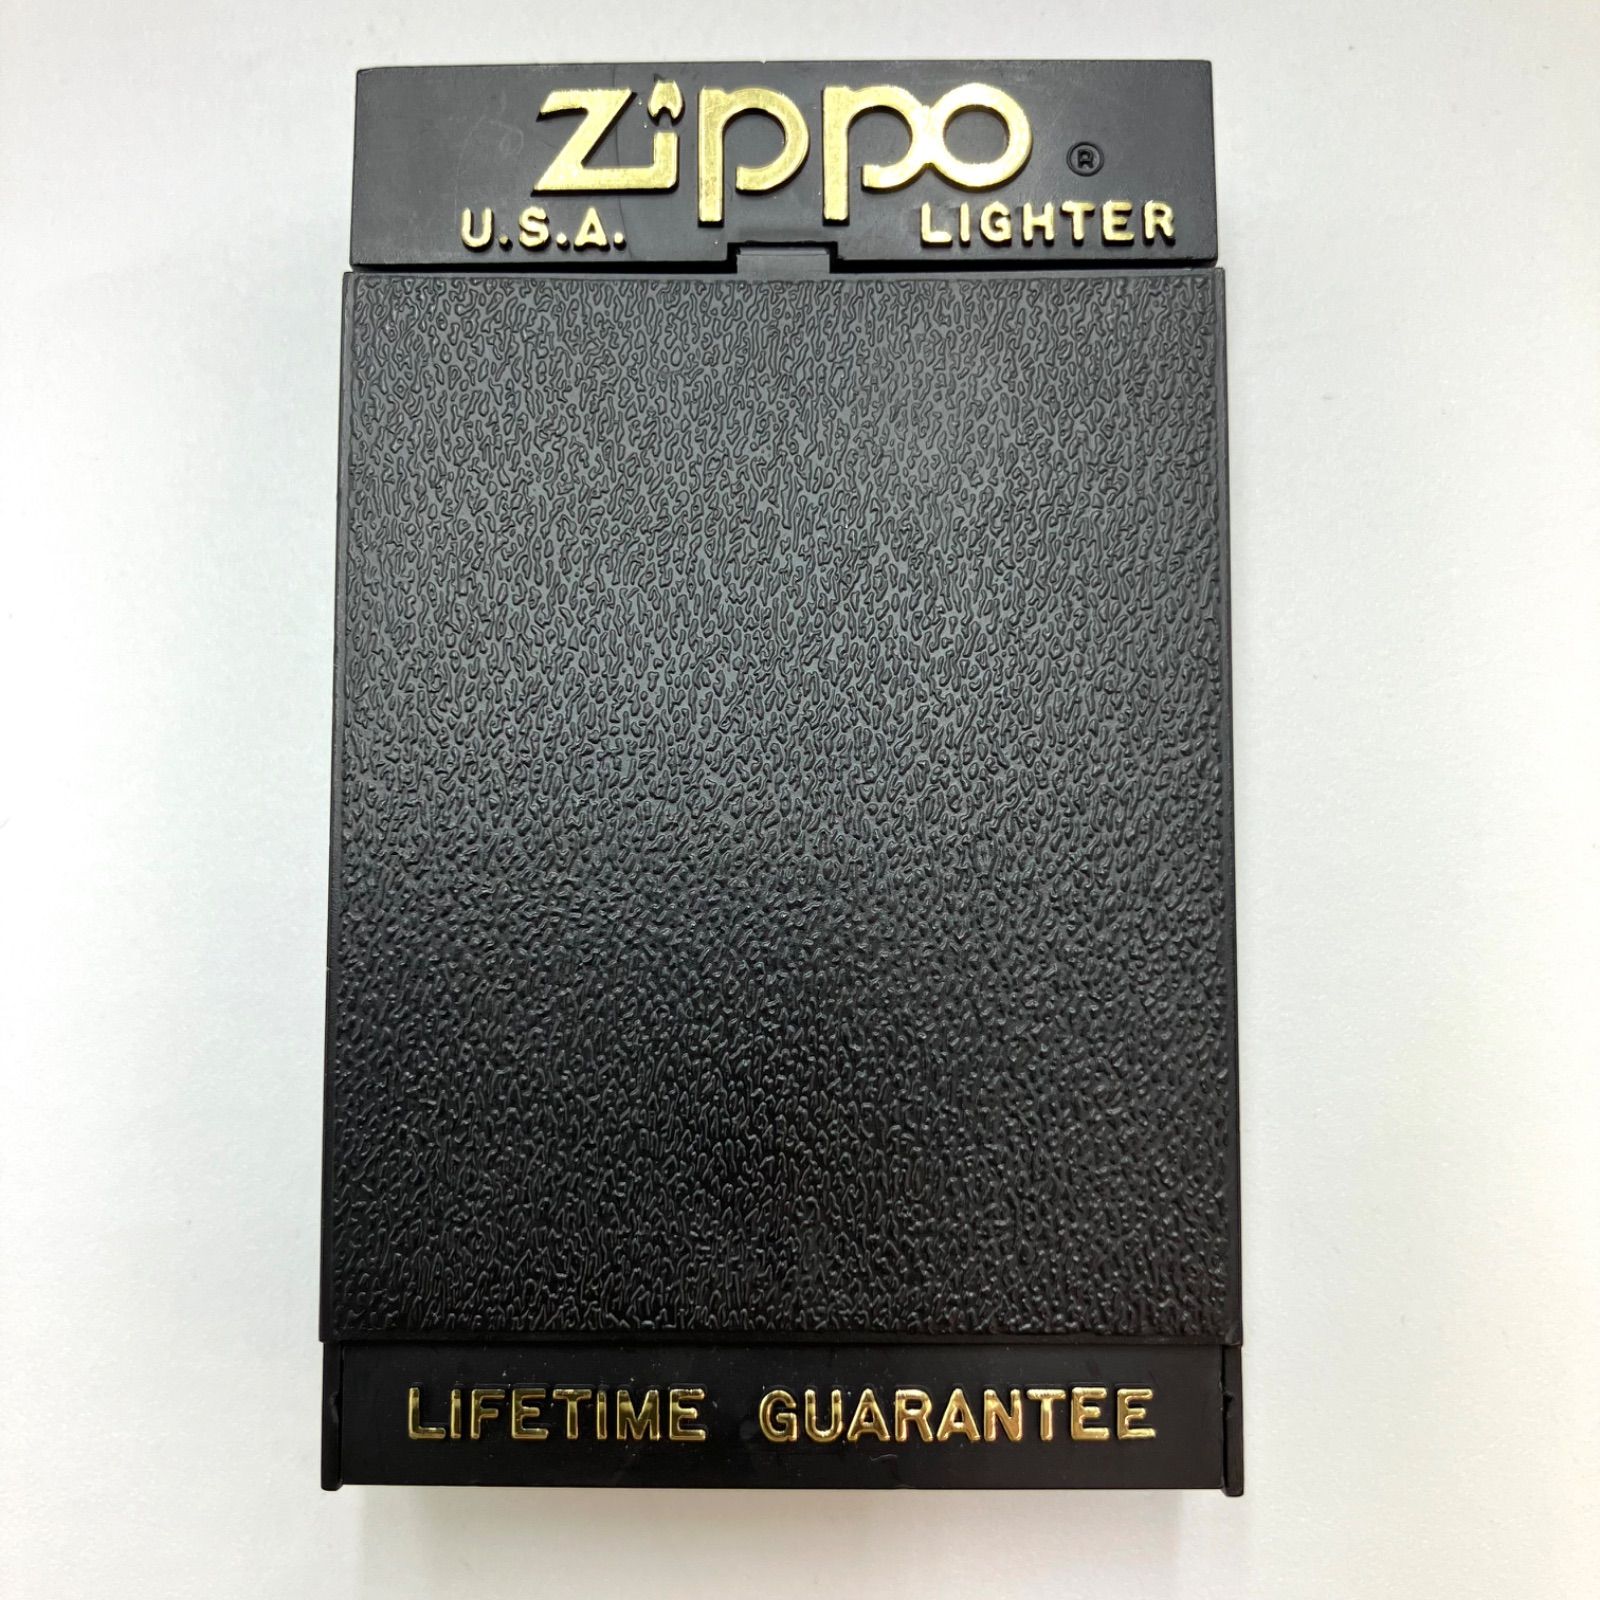 Zippo ®
U.S.A. LIGHTER
LIFETIME GUARANTEE